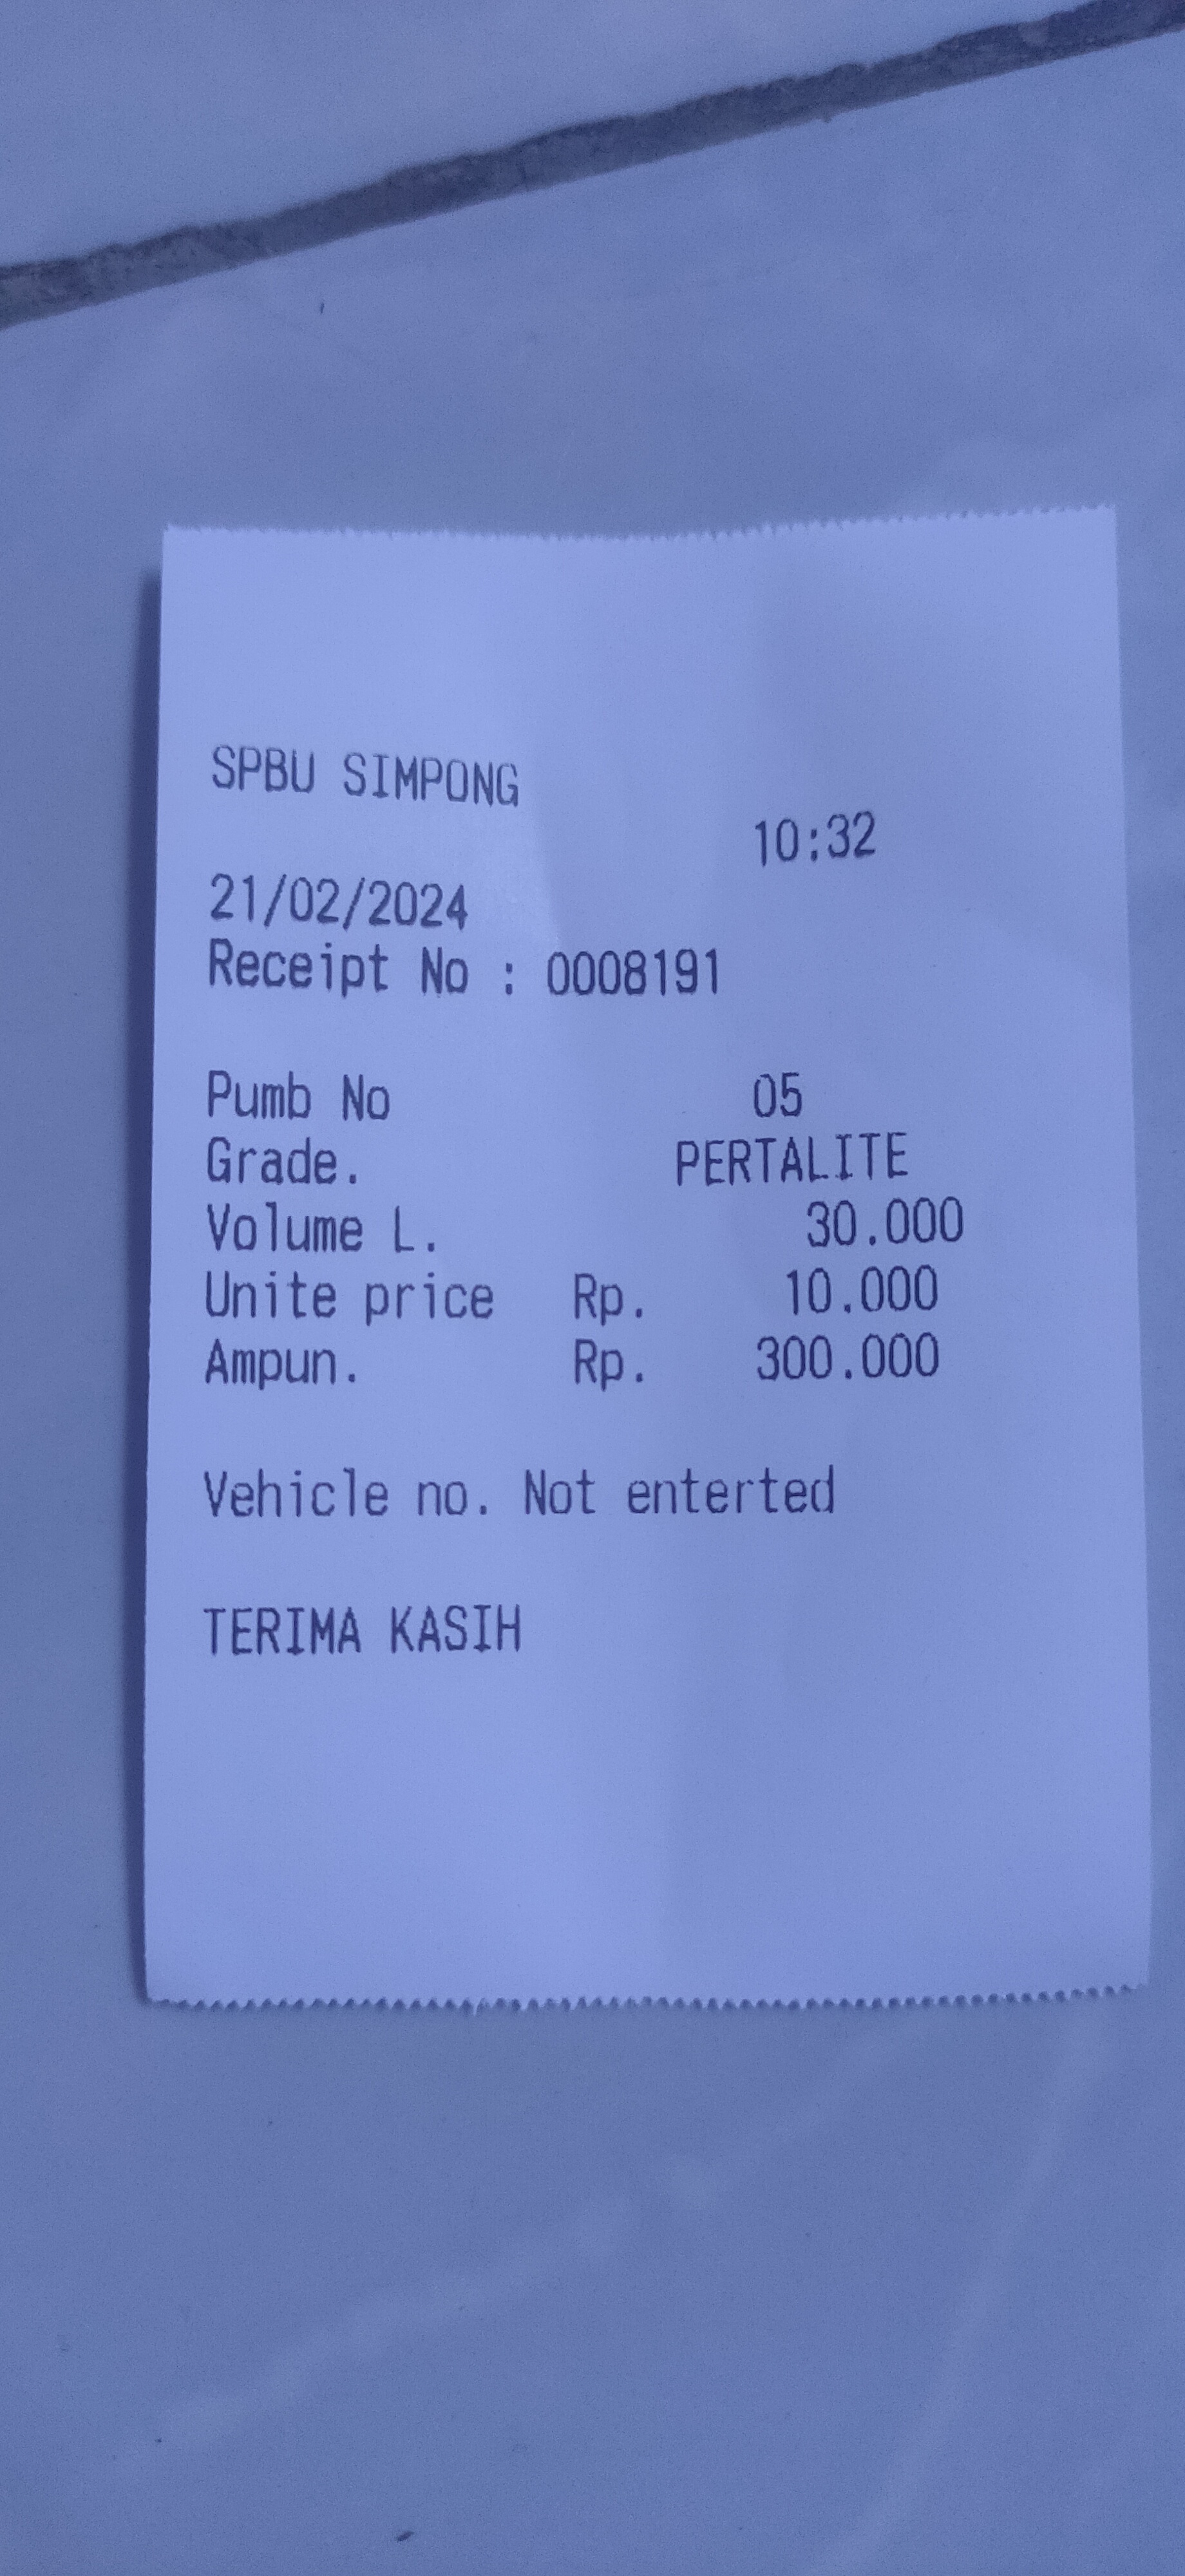 SPBU SIMPONG
10:32
21/02/2024
Receipt No : 0008191
Pumb No 05
Grade. PERTALITE
Volume L. 30.000
Unite price Rp. 10.000
Ampun. Rp. 300.000
Vehicle no. Not enterted
TERIMA KASIH